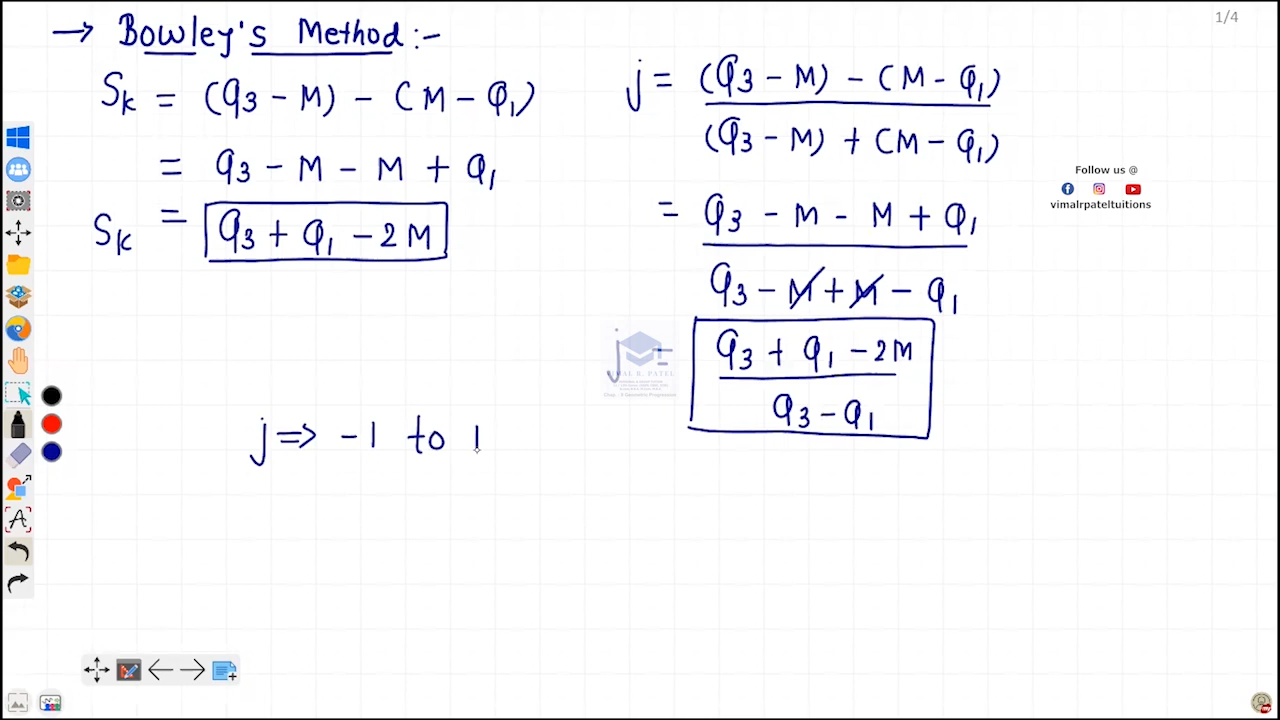 → Bowley's Method :-
Sk = (Q3 - M) - (M - Q1)
= Q3 - M - M + Q1
Sk = Q3 + Q1 - 2M
j ⇒ -1 to 1
1/4
j = (Q3 - M) - (M - Q1)
(Q3 - M) + (M - Q1)
= Q3 - M - M + Q1
Q3 - M + M - Q1
j = Q3 + Q1 - 2M
Q3 - Q1
Follow us @
vimalrpateltuitions